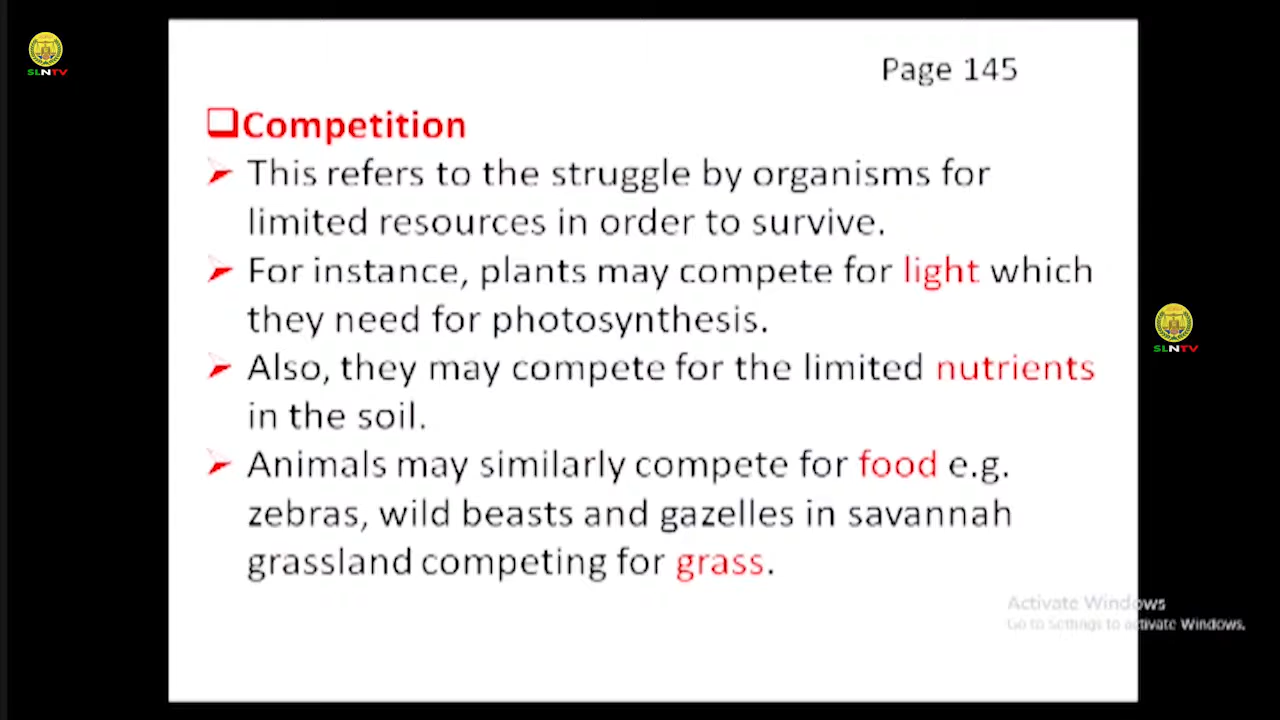 SLNTV
Page 145
Competition
This refers to the struggle by organisms for
limited resources in order to survive.
For instance, plants may compete for light which
they need for photosynthesis.
Also, they may compete for the limited nutrients
in the soil.
Animals may similarly compete for food e.g.
zebras, wild beasts and gazelles in savannah
grassland competing for grass.
SLNTV
Activate Windows
Go to Settings to activate Windows.